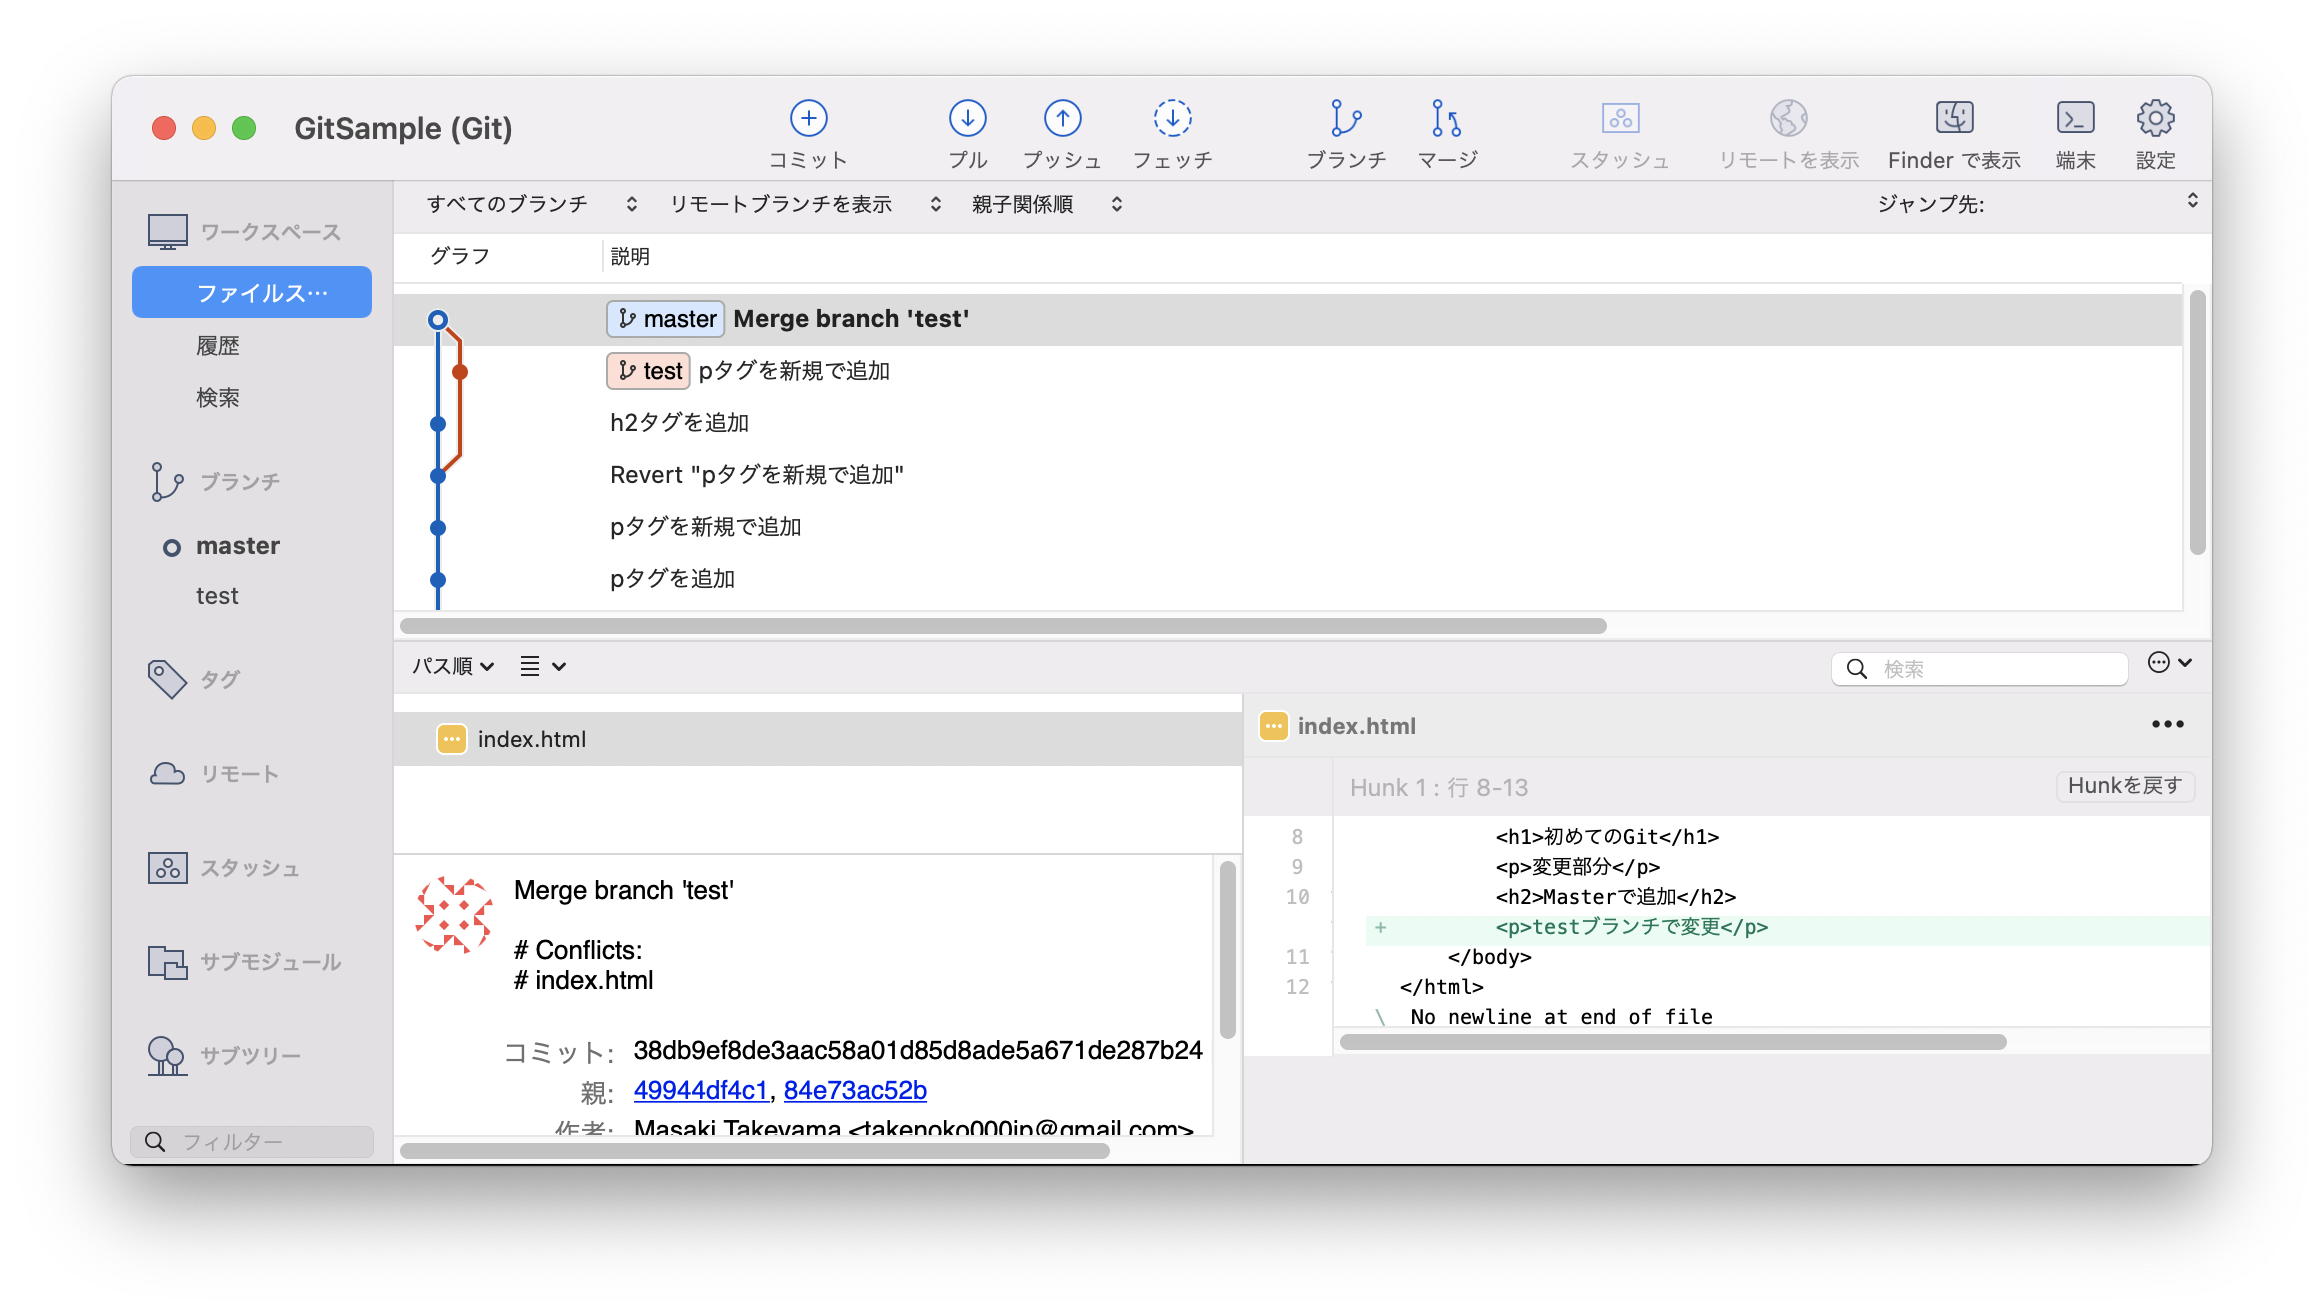 GitSample (Git)
コミット
プル
プッシュ
フェッチ
ブランチ
マージ
スタッシュ
リモートを表示
Finder で表示
端末
設定
ワークスペース
ファイルス…
履歴
検索
ブランチ
master
test
タグ
リモート
スタッシュ
サブモジュール
サブツリー
フィルター
すべてのブランチ
リモートブランチを表示
親子関係順
ジャンプ先:
グラフ
説明
master Merge branch 'test'
test pタグを新規で追加
h2タグを追加
Revert "pタグを新規で追加"
pタグを新規で追加
pタグを追加
パス順
検索
index.html
Merge branch 'test'
# Conflicts:
# index.html
コミット: 38db9ef8de3aac58a01d85d8ade5a671de287b24
親: 49944df4c1, 84e73ac52b
作者: Masaki Takeyama <takenoko000jp@gmail.com>
index.html
Hunk 1 : 行 8-13
Hunkを戻す
8 <h1>初めてのGit</h1>
9 <p>変更部分</p>
10 <h2>Masterで追加</h2>
+ <p>testブランチで変更</p>
11 </body>
12 </html>
\ No newline at end of file